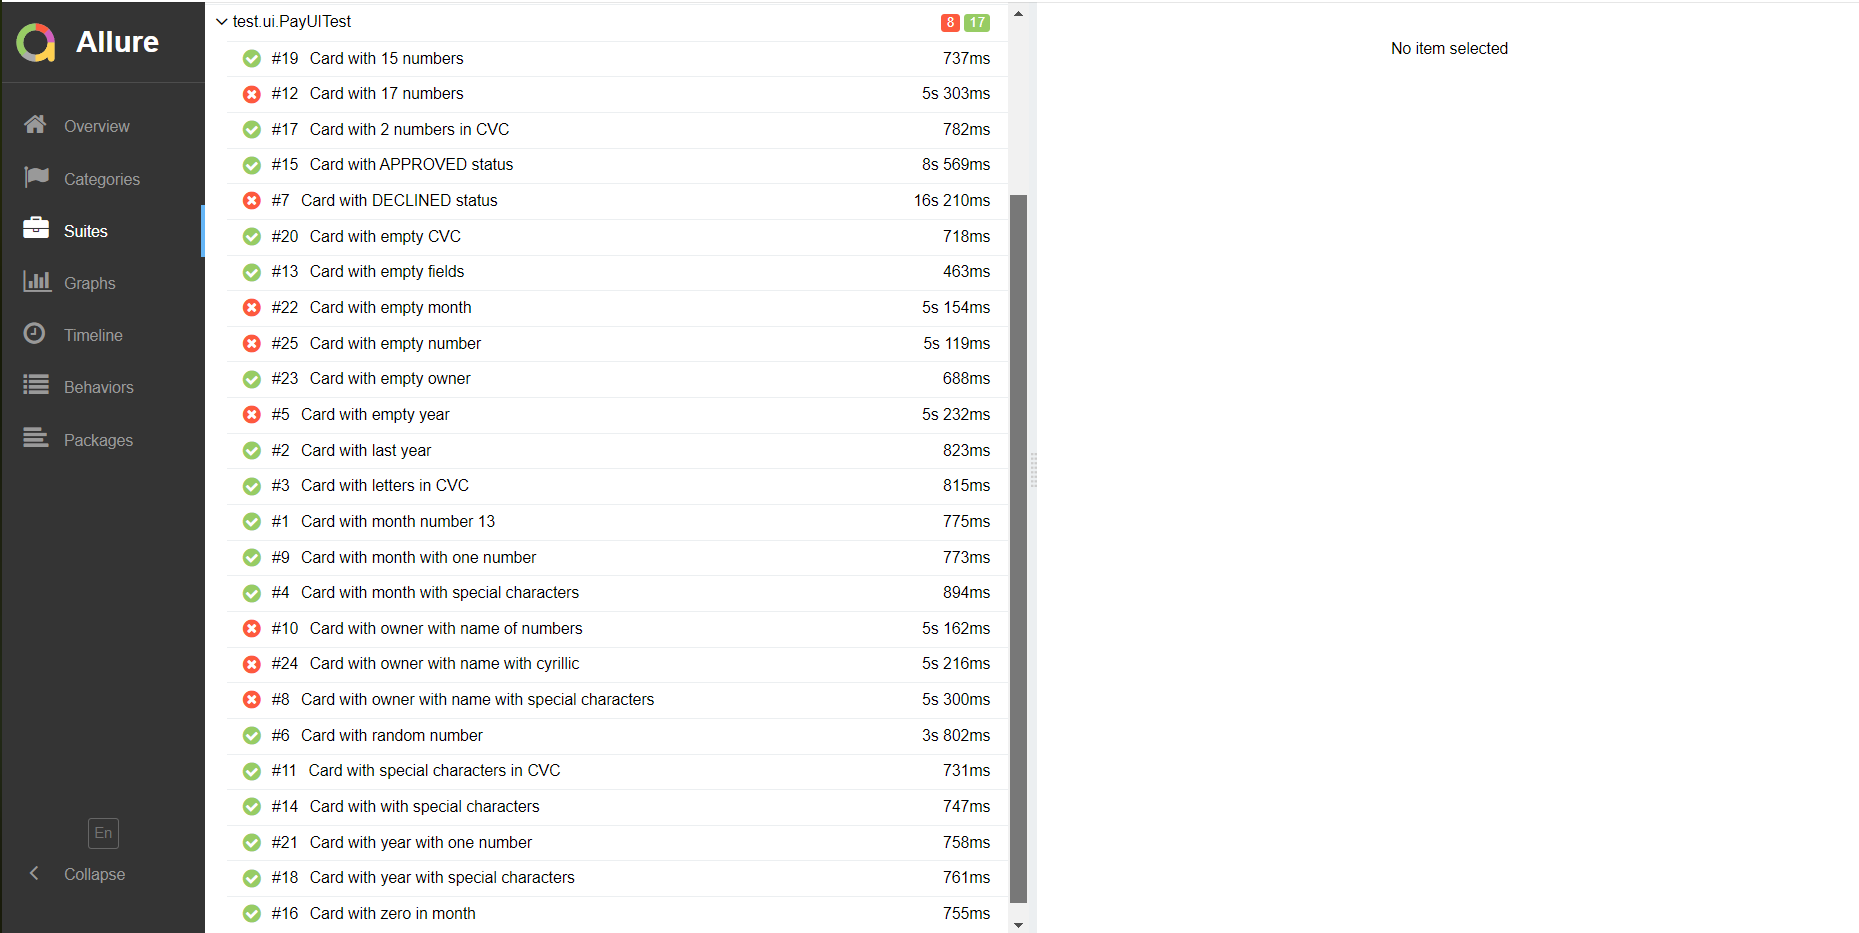 Allure
Overview
Categories
Suites
Graphs
Timeline
Behaviors
Packages
En
Collapse
test.ui.PayUITest 8 17
#19 Card with 15 numbers 737ms
#12 Card with 17 numbers 5s 303ms
#17 Card with 2 numbers in CVC 782ms
#15 Card with APPROVED status 8s 569ms
#7 Card with DECLINED status 16s 210ms
#20 Card with empty CVC 718ms
#13 Card with empty fields 463ms
#22 Card with empty month 5s 154ms
#25 Card with empty number 5s 119ms
#23 Card with empty owner 688ms
#5 Card with empty year 5s 232ms
#2 Card with last year 823ms
#3 Card with letters in CVC 815ms
#1 Card with month number 13 775ms
#9 Card with month with one number 773ms
#4 Card with month with special characters 894ms
#10 Card with owner with name of numbers 5s 162ms
#24 Card with owner with name with cyrillic 5s 216ms
#8 Card with owner with name with special characters 5s 300ms
#6 Card with random number 3s 802ms
#11 Card with special characters in CVC 731ms
#14 Card with with special characters 747ms
#21 Card with year with one number 758ms
#18 Card with year with special characters 761ms
#16 Card with zero in month 755ms
No item selected